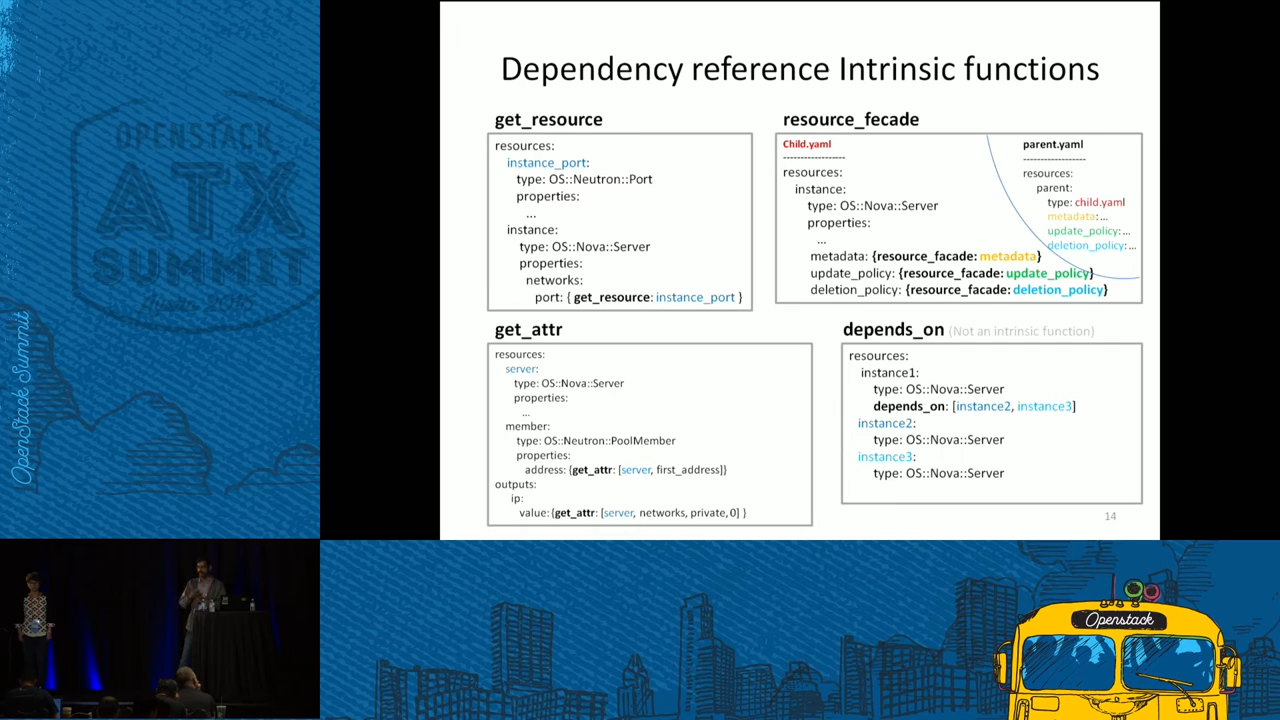 OPENSTACK
ATX
SUMMIT
OpenStack Summit
Dependency reference Intrinsic functions
get_resource
resources:
instance_port:
type: OS::Neutron::Port
properties:
...
instance:
type: OS::Nova::Server
properties:
networks:
port: { get_resource: instance_port }
resource_fecade
Child.yaml
------------------
resources:
instance:
type: OS::Nova::Server
properties:
...
metadata: {resource_facade: metadata}
update_policy: {resource_facade: update_policy}
deletion_policy: {resource_facade: deletion_policy}
parent.yaml
------------------
resources:
parent:
type: child.yaml
metadata: ...
update_policy: ...
deletion_policy: ...
get_attr
resources:
server:
type: OS::Nova::Server
properties:
...
member:
type: OS::Neutron::PoolMember
properties:
address: {get_attr: [server, first_address]}
outputs:
ip:
value: {get_attr: [server, networks, private, 0] }
depends_on (Not an intrinsic function)
resources:
instance1:
type: OS::Nova::Server
depends_on: [instance2, instance3]
instance2:
type: OS::Nova::Server
instance3:
type: OS::Nova::Server
14
Openstack